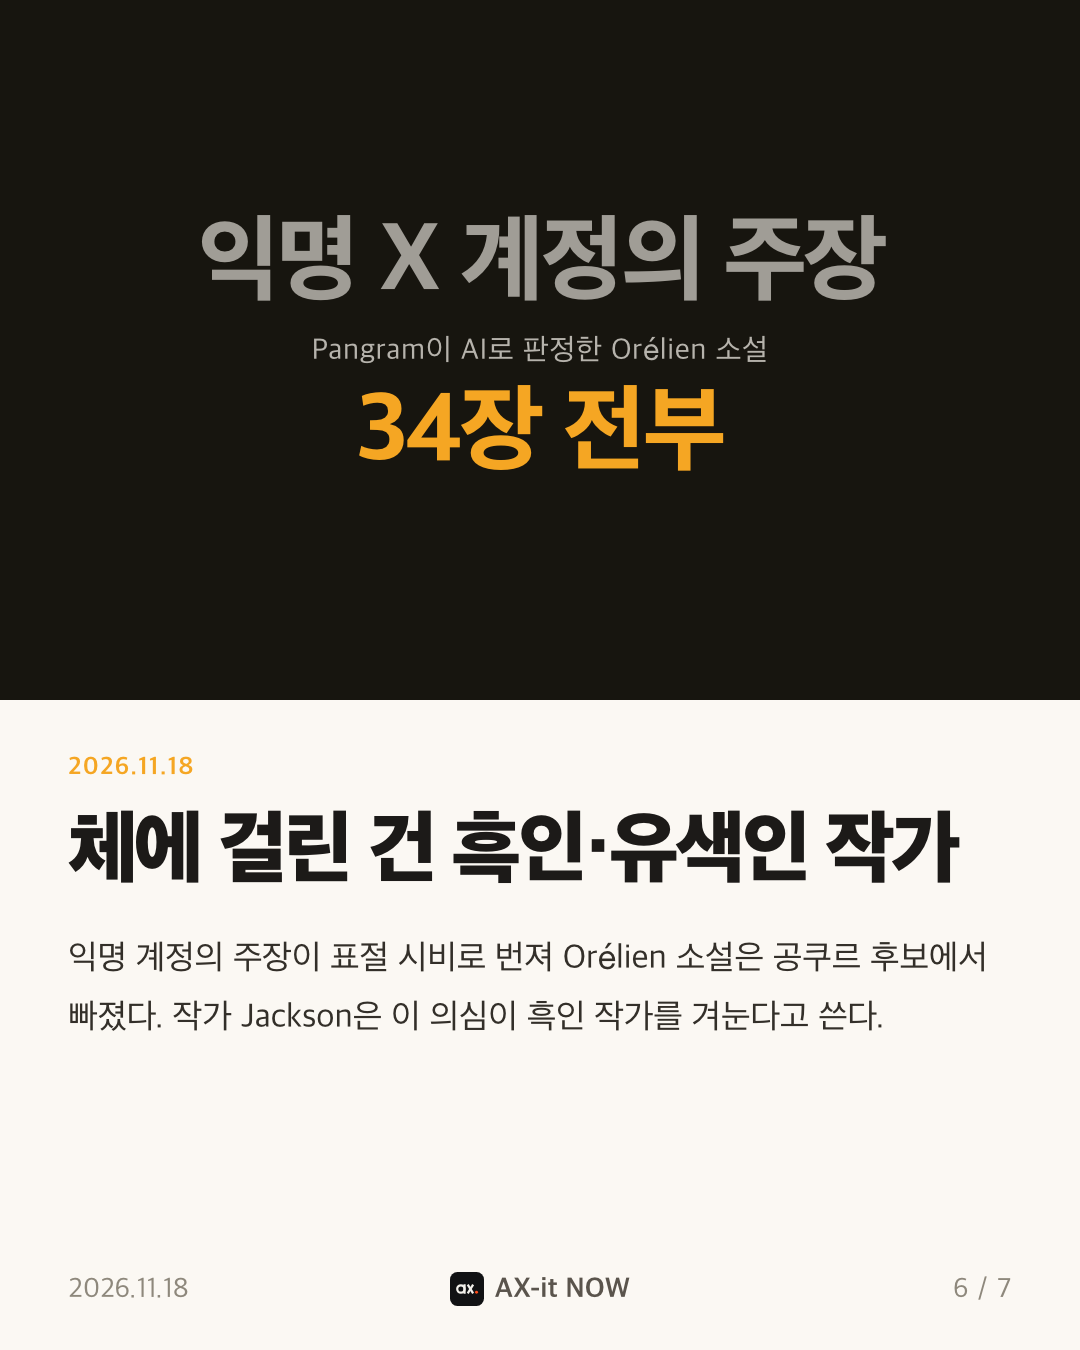 익명 X 계정의 주장
Pangram이 AI로 판정한 Orélien 소설
34장 전부
2026.11.18
체에 걸린 건 흑인·유색인 작가
익명 계정의 주장이 표절 시비로 번져 Orélien 소설은 공쿠르 후보에서
빠졌다. 작가 Jackson은 이 의심이 흑인 작가를 겨눈다고 쓴다.
2026.11.18
ax. AX-it NOW
6 / 7